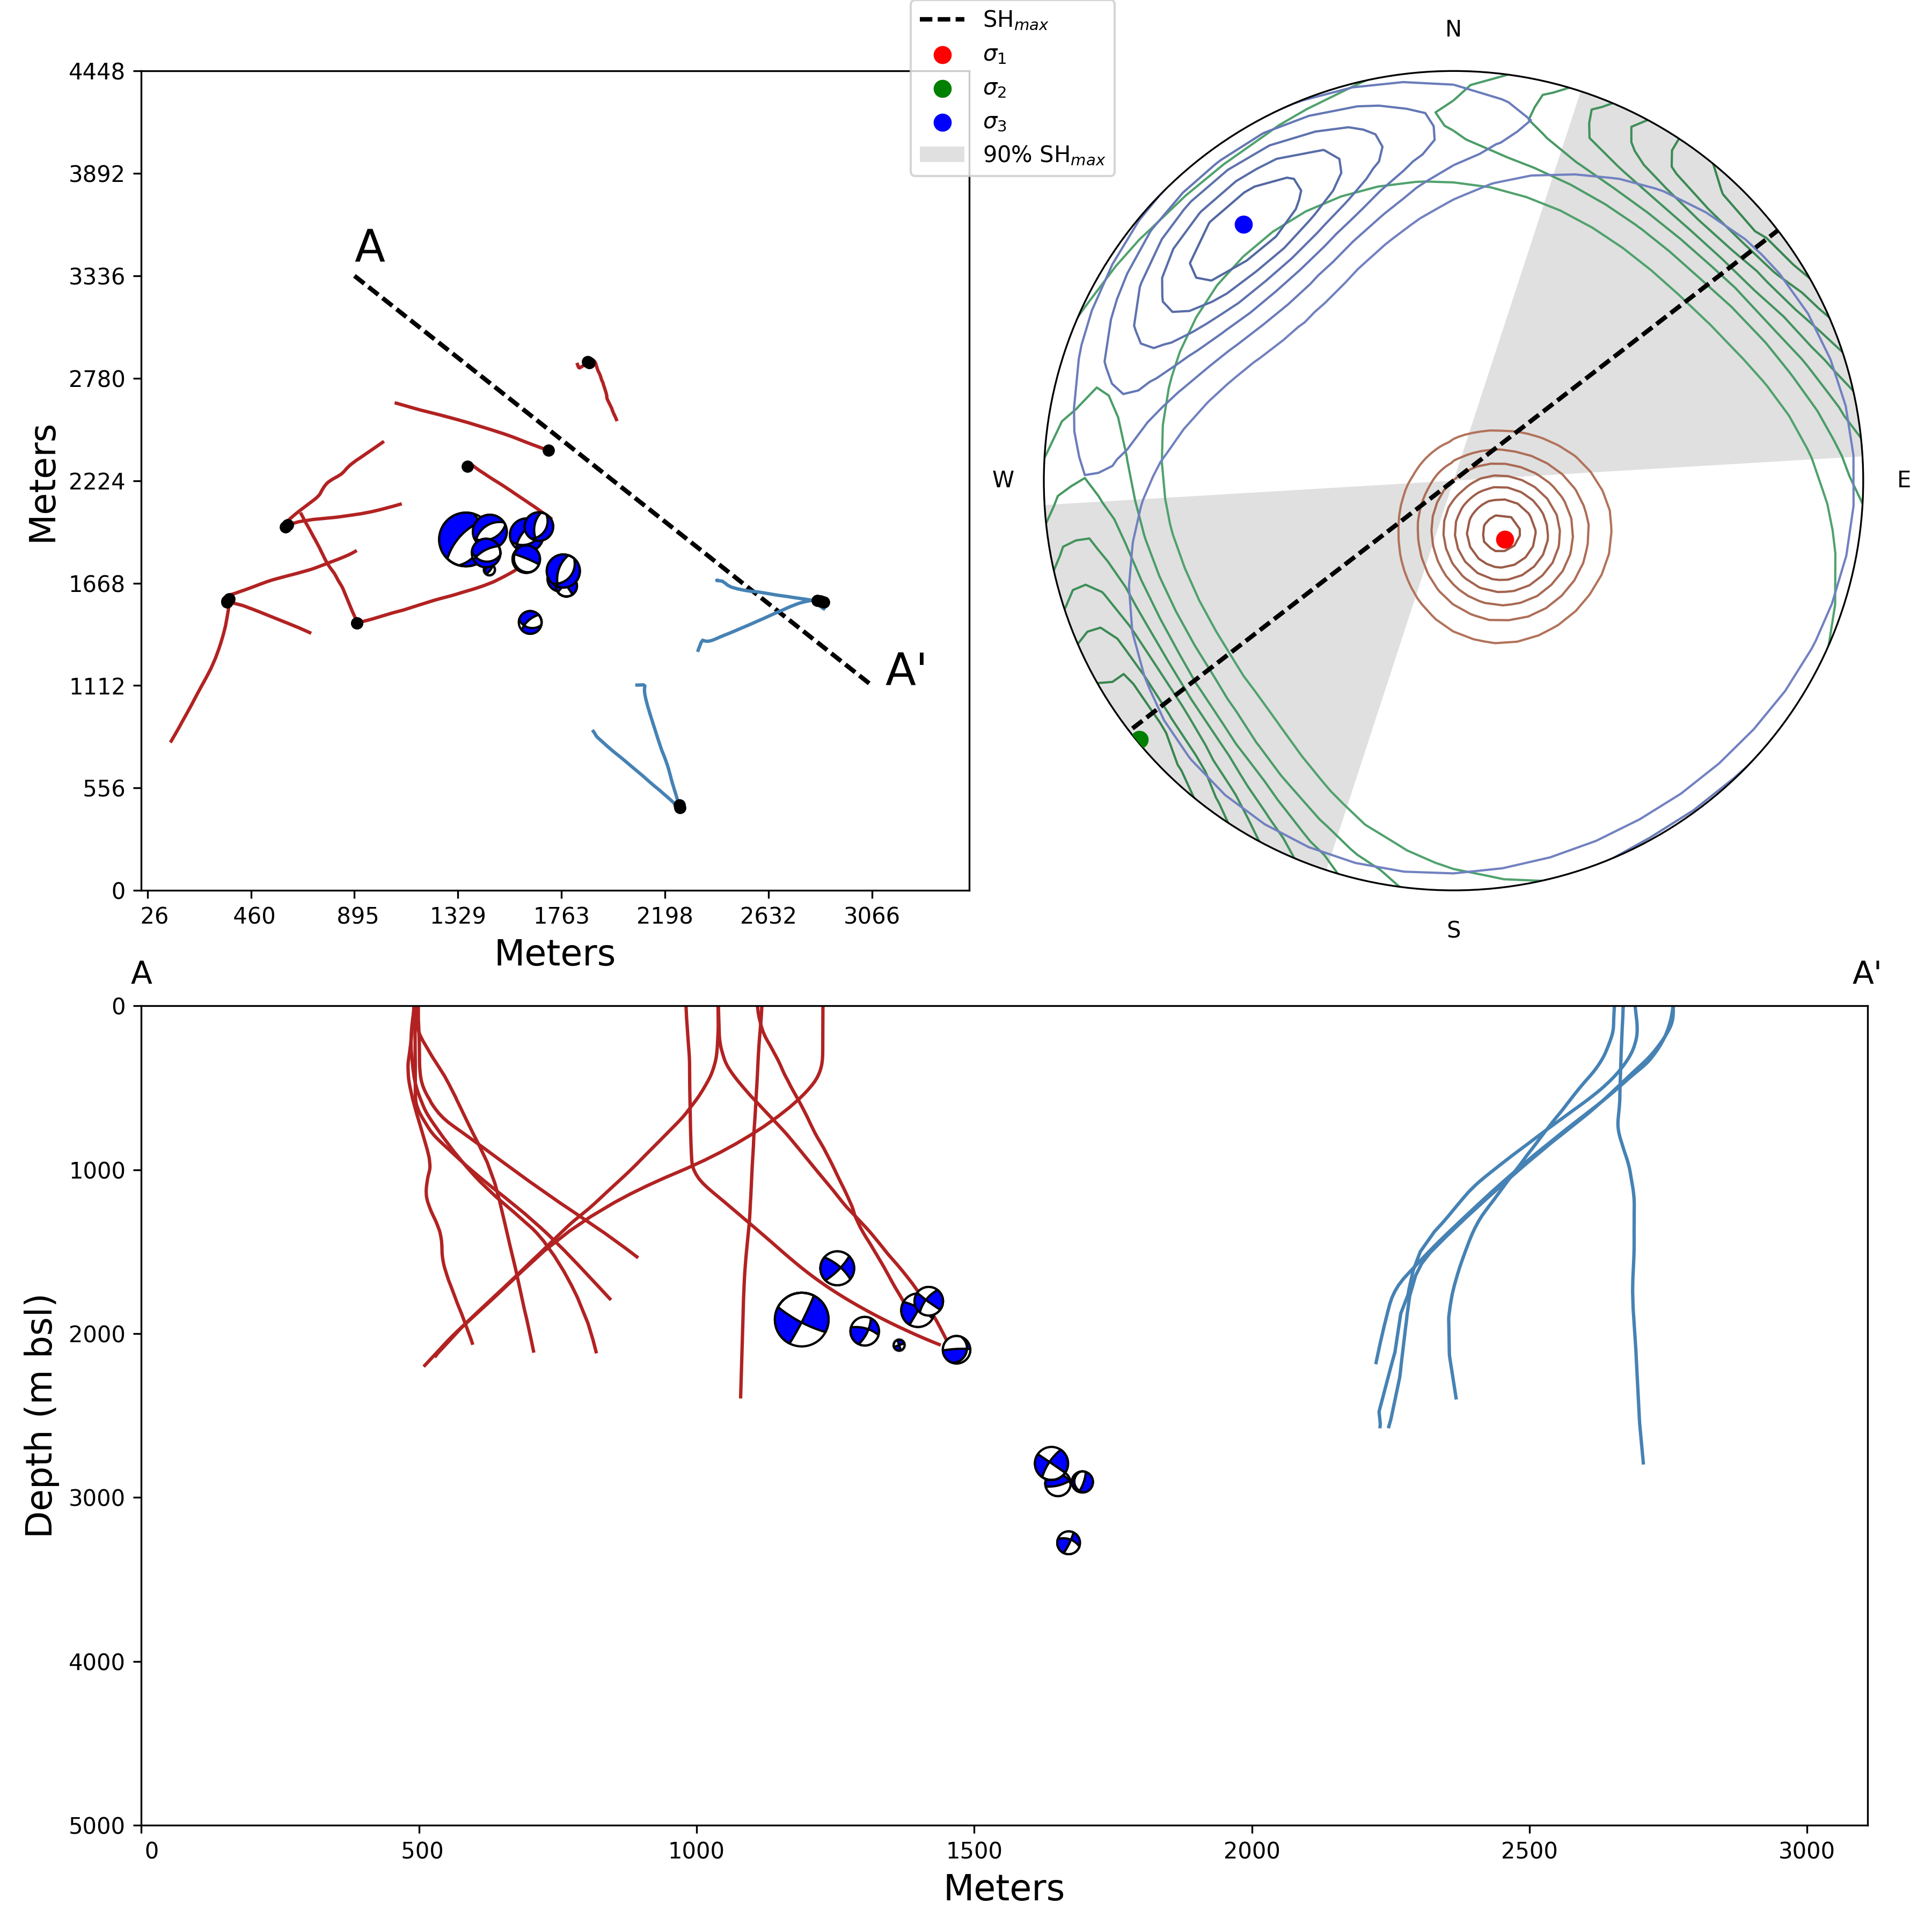 SHmax
σ1
σ2
σ3
90% SHmax
N
W
E
S
4448
3892
3336
2780
2224
1668
1112
556
0
Meters
A
A'
26
460
895
1329
1763
2198
2632
3066
Meters
A
A'
0
1000
2000
3000
4000
5000
Depth (m bsl)
0
500
1000
1500
2000
2500
3000
Meters